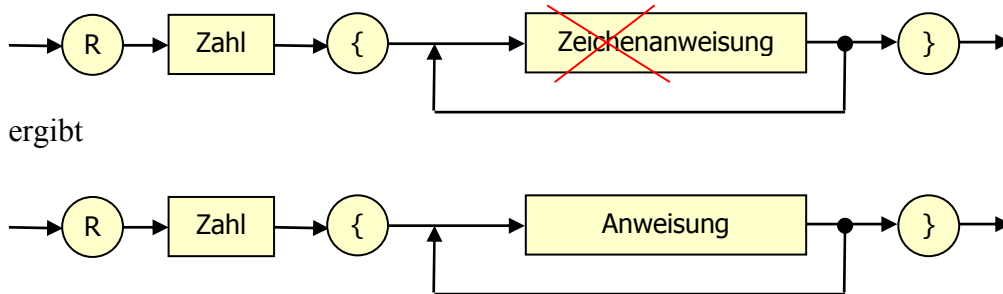 R Zahl { Zeichenanweisung }
ergibt
R Zahl { Anweisung }